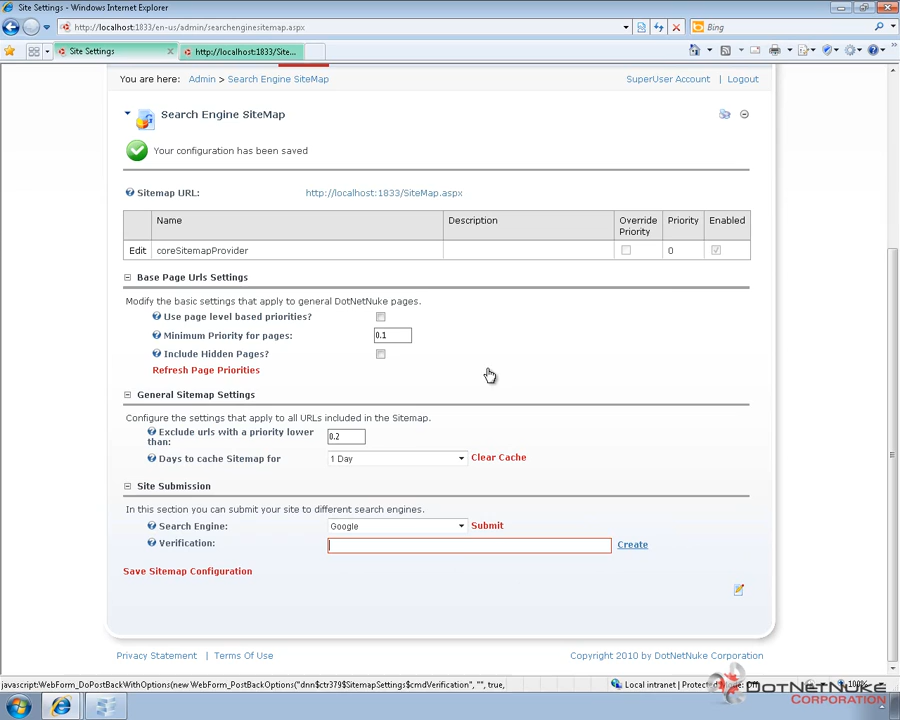 Site Settings - Windows Internet Explorer
http://localhost:1833/en-us/admin/searchenginesitemap.aspx
Bing
Site Settings
http://localhost:1833/Site...
You are here: Admin > Search Engine SiteMap
SuperUser Account | Logout
Search Engine SiteMap
Your configuration has been saved
Sitemap URL: http://localhost:1833/SiteMap.aspx
Name Description Override Priority Priority Enabled
Edit coreSitemapProvider 0
Base Page Urls Settings
Modify the basic settings that apply to general DotNetNuke pages.
Use page level based priorities?
Minimum Priority for pages: 0.1
Include Hidden Pages?
Refresh Page Priorities
General Sitemap Settings
Configure the settings that apply to all URLs included in the Sitemap.
Exclude urls with a priority lower than: 0.2
Days to cache Sitemap for 1 Day Clear Cache
Site Submission
In this section you can submit your site to different search engines.
Search Engine: Google Submit
Verification: Create
Save Sitemap Configuration
Privacy Statement | Terms Of Use
Copyright 2010 by DotNetNuke Corporation
javascript:WebForm_DoPostBackWithOptions(new WebForm_PostBackOptions("dnn$ctr379$SitemapSettings$cmdVerification", "", true,
Local intranet | Protected Mode: Off
100%
DOTNETNUKE
CORPORATION